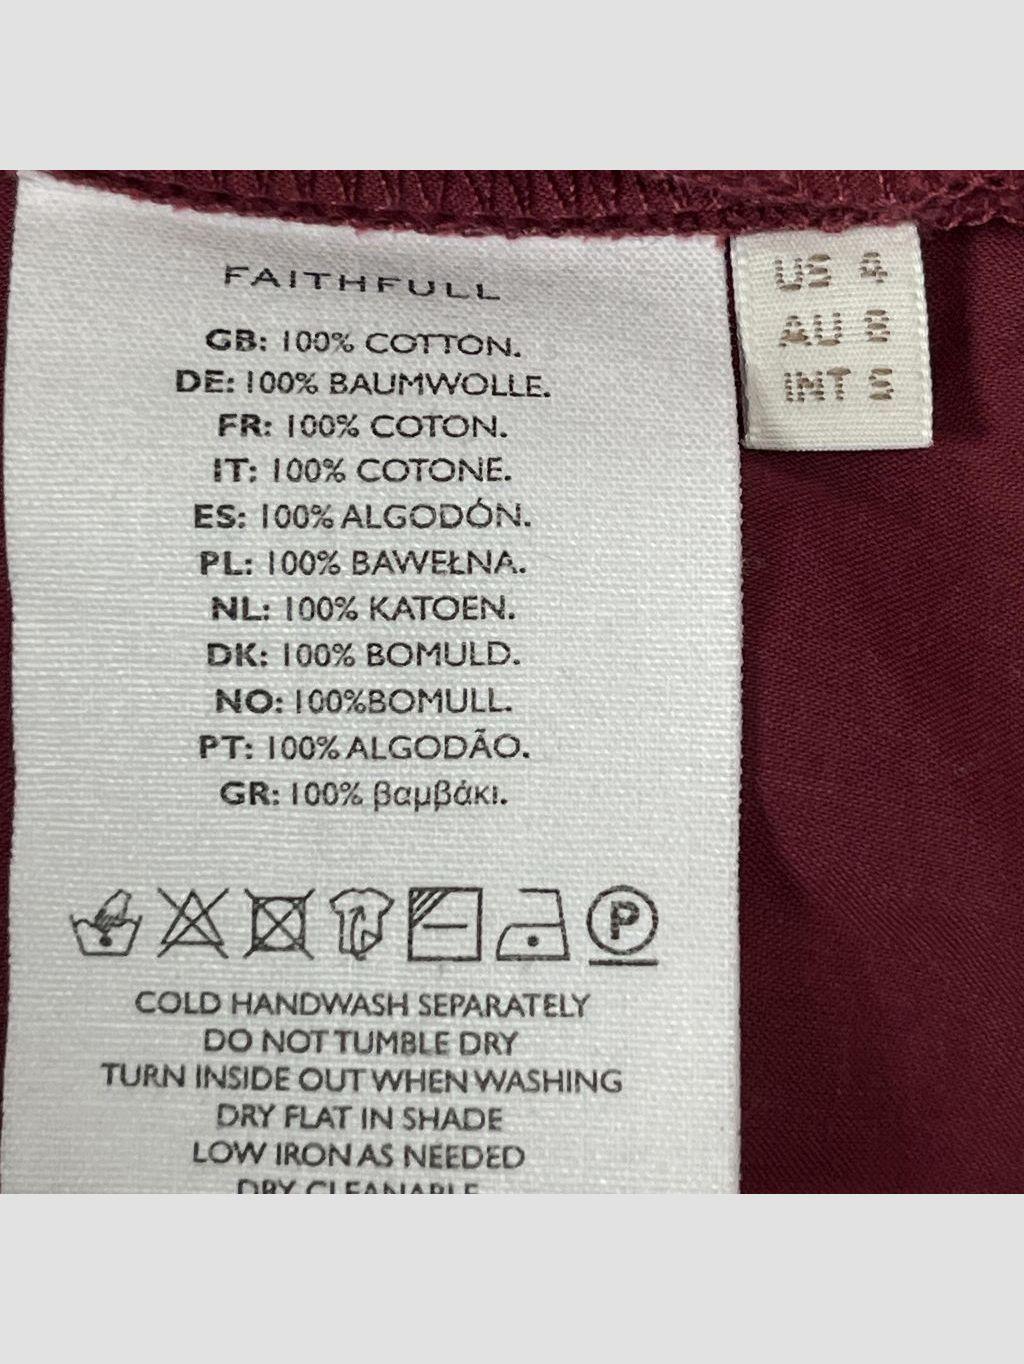 FAITHFULL
GB: 100% COTTON.
DE: 100% BAUMWOLLE.
FR: 100% COTON.
IT: 100% COTONE.
ES: 100% ALGODÓN.
PL: 100% BAWEŁNA.
NL: 100% KATOEN.
DK: 100% BOMULD.
NO: 100%BOMULL.
PT: 100% ALGODÃO.
GR: 100% βαμβάκι.
P
COLD HANDWASH SEPARATELY
DO NOT TUMBLE DRY
TURN INSIDE OUT WHEN WASHING
DRY FLAT IN SHADE
LOW IRON AS NEEDED
DRY CLEANABLE
US 4
AU 8
INT S